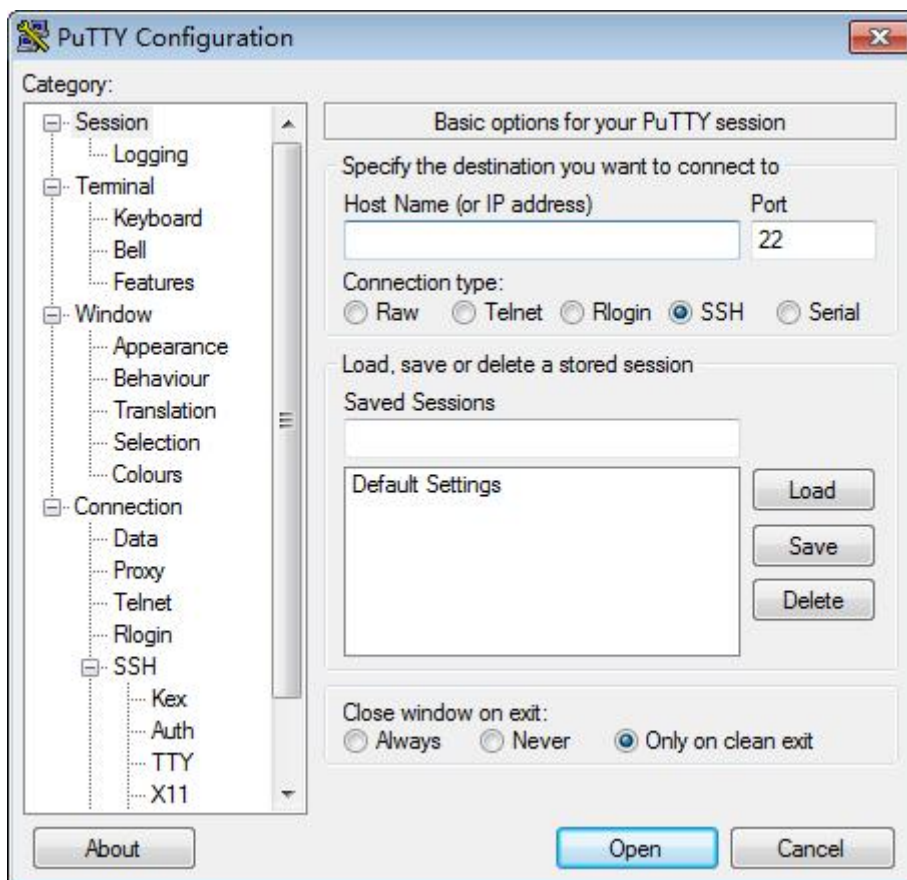 PuTTY Configuration
Category:
Session
Logging
Terminal
Keyboard
Bell
Features
Window
Appearance
Behaviour
Translation
Selection
Colours
Connection
Data
Proxy
Telnet
Rlogin
SSH
Kex
Auth
TTY
X11
Basic options for your PuTTY session
Specify the destination you want to connect to
Host Name (or IP address) Port
22
Connection type:
Raw Telnet Rlogin SSH Serial
Load, save or delete a stored session
Saved Sessions
Default Settings
Load
Save
Delete
Close window on exit:
Always Never Only on clean exit
About Open Cancel